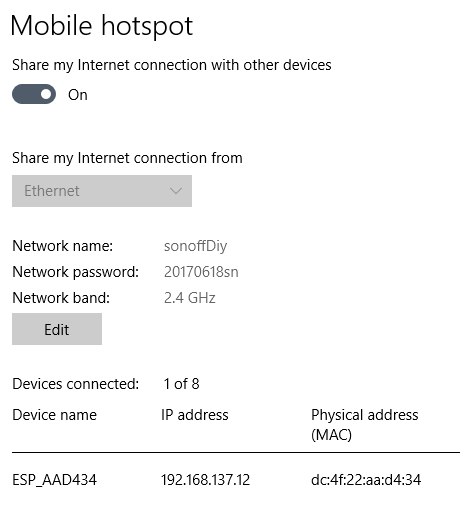 Mobile hotspot
Share my Internet connection with other devices
On
Share my Internet connection from
Ethernet
Network name: sonoffDiy
Network password: 20170618sn
Network band: 2.4 GHz
Edit
Devices connected: 1 of 8
Device name IP address Physical address
(MAC)
ESP_AAD434 192.168.137.12 dc:4f:22:aa:d4:34